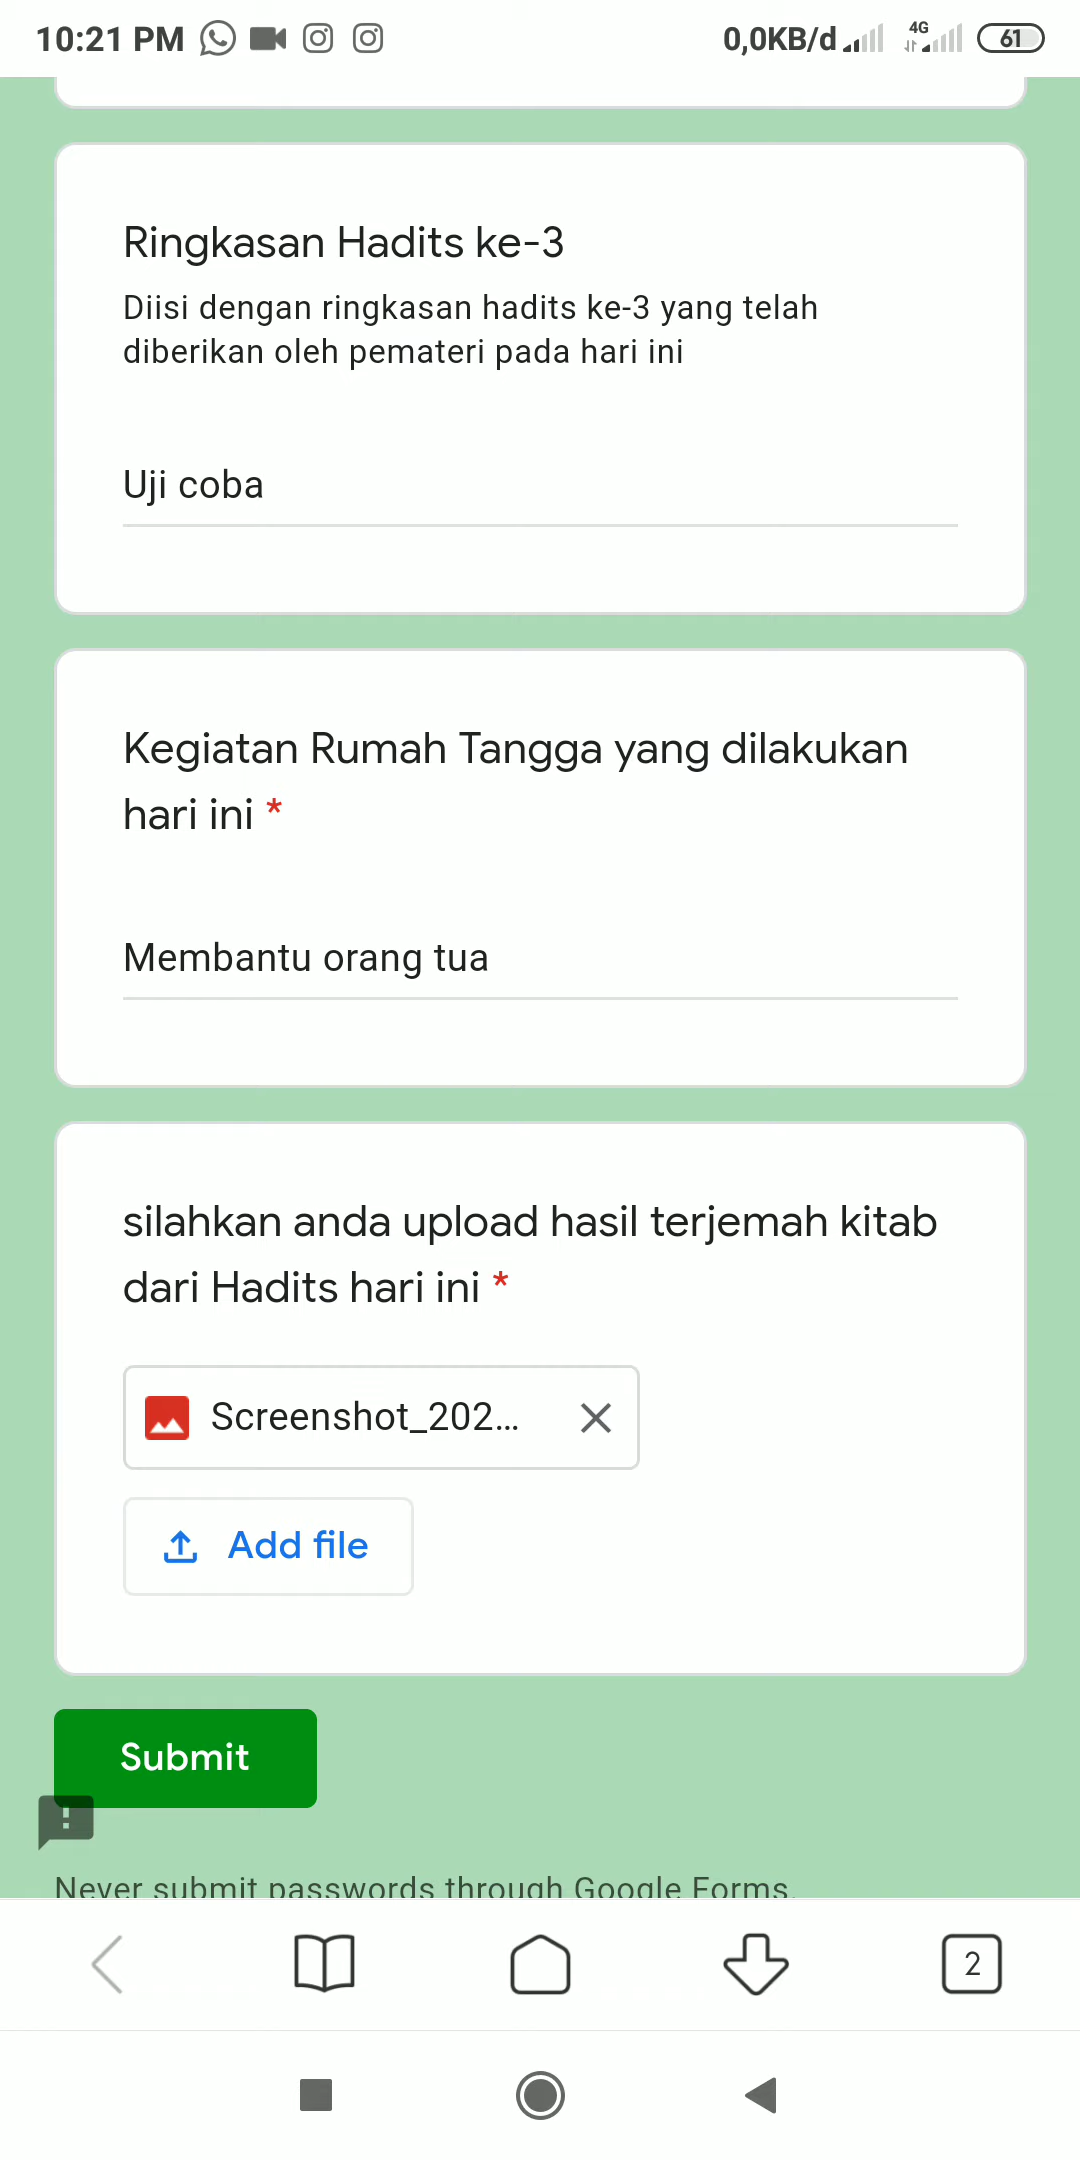 10:21 PM 0,0KB/d 4G 61
Ringkasan Hadits ke-3
Diisi dengan ringkasan hadits ke-3 yang telah
diberikan oleh pemateri pada hari ini
Uji coba
Kegiatan Rumah Tangga yang dilakukan
hari ini *
Membantu orang tua
silahkan anda upload hasil terjemah kitab
dari Hadits hari ini *
Screenshot_202...
Add file
Submit
Never submit passwords through Google Forms.
2